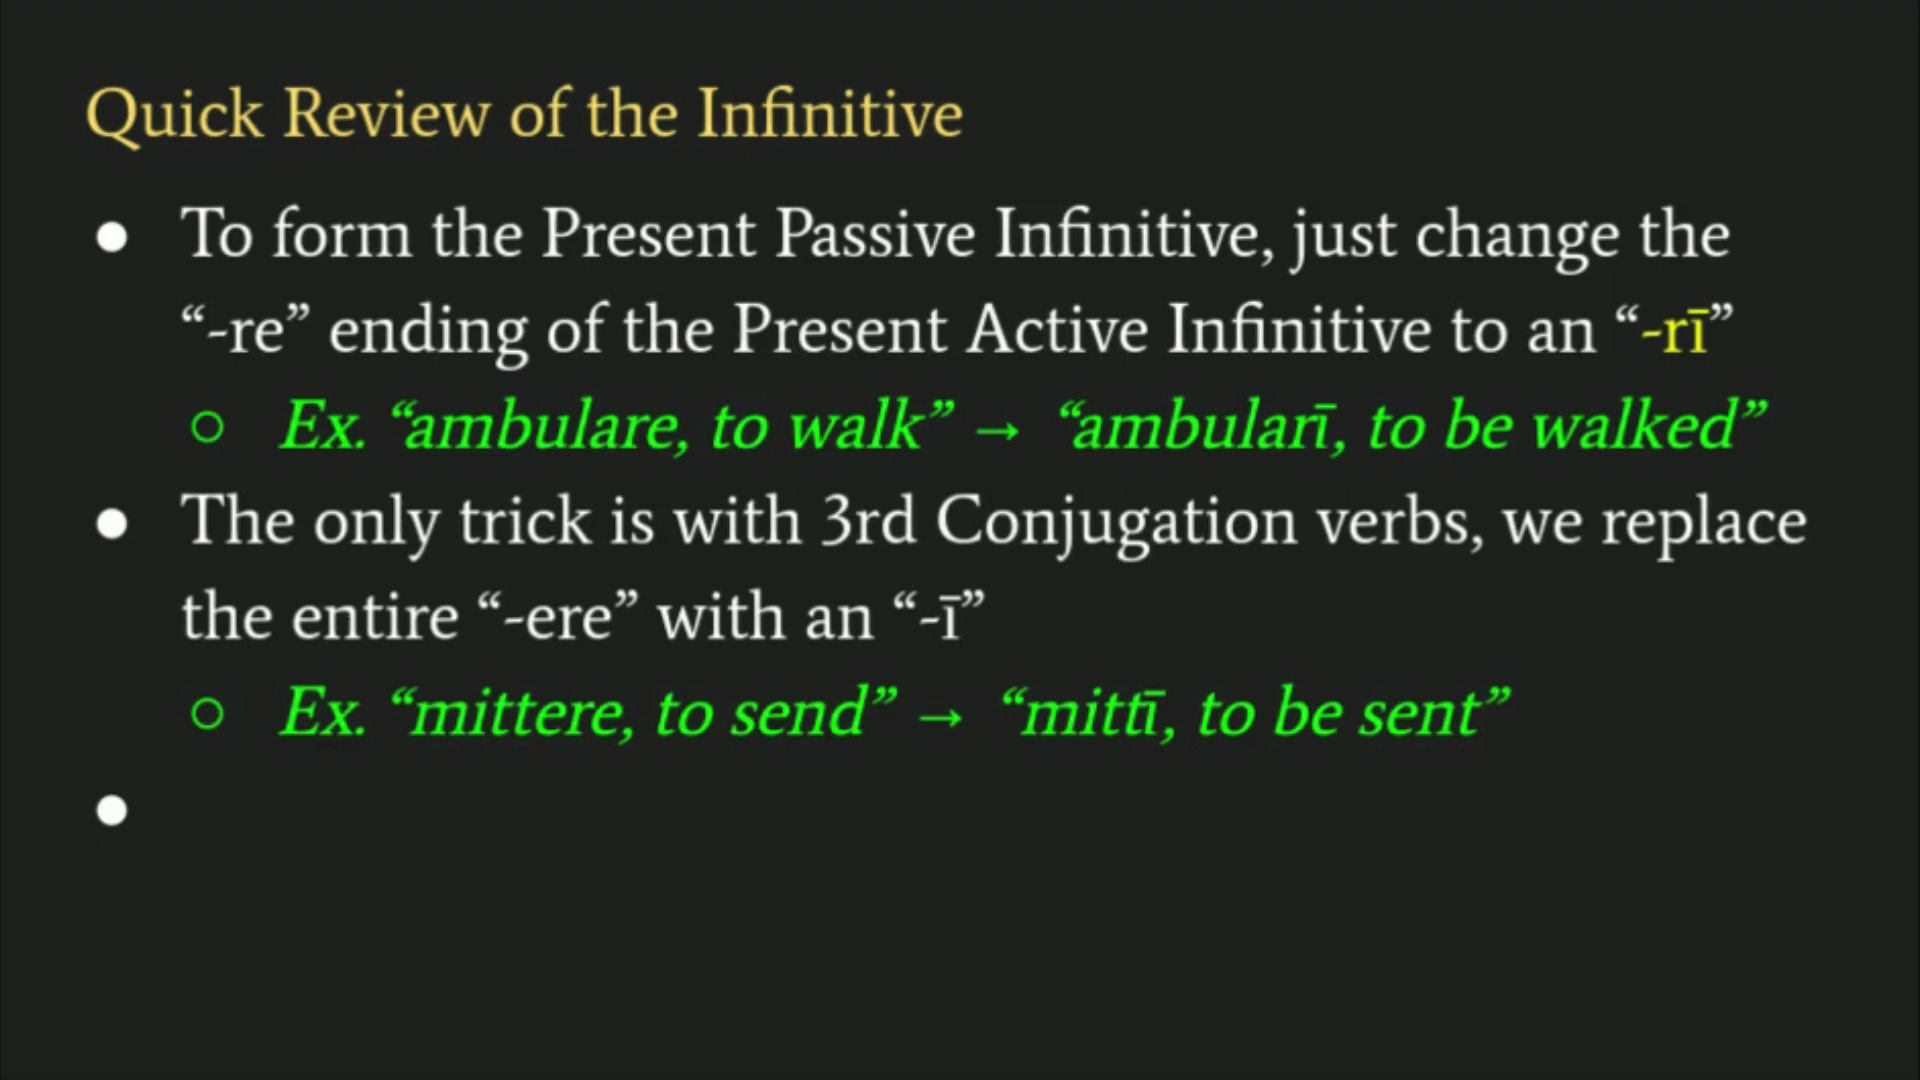 Quick Review of the Infinitive
● To form the Present Passive Infinitive, just change the
“-re” ending of the Present Active Infinitive to an “-rī”
○ Ex. “ambulare, to walk” → “ambularī, to be walked”
● The only trick is with 3rd Conjugation verbs, we replace
the entire “-ere” with an “-ī”
○ Ex. “mittere, to send” → “mittī, to be sent”
●